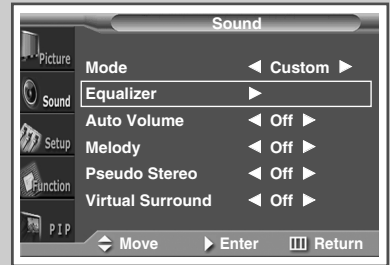 Sound
Picture
Sound
Setup
Function
PIP
Mode ◀ Custom ▶
Equalizer ▶
Auto Volume ◀ Off ▶
Melody ◀ Off ▶
Pseudo Stereo ◀ Off ▶
Virtual Surround ◀ Off ▶
Move Enter Return